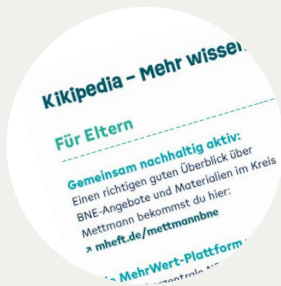 Kikipedia – Mehr wissen
Für Eltern
Gemeinsam nachhaltig aktiv:
Einen richtigen guten Überblick über
BNE-Angebote und Materialien im Kreis
Mettmann bekommst du hier:
↗ mheft.de/mettmannbne
MehrWert-Plattform